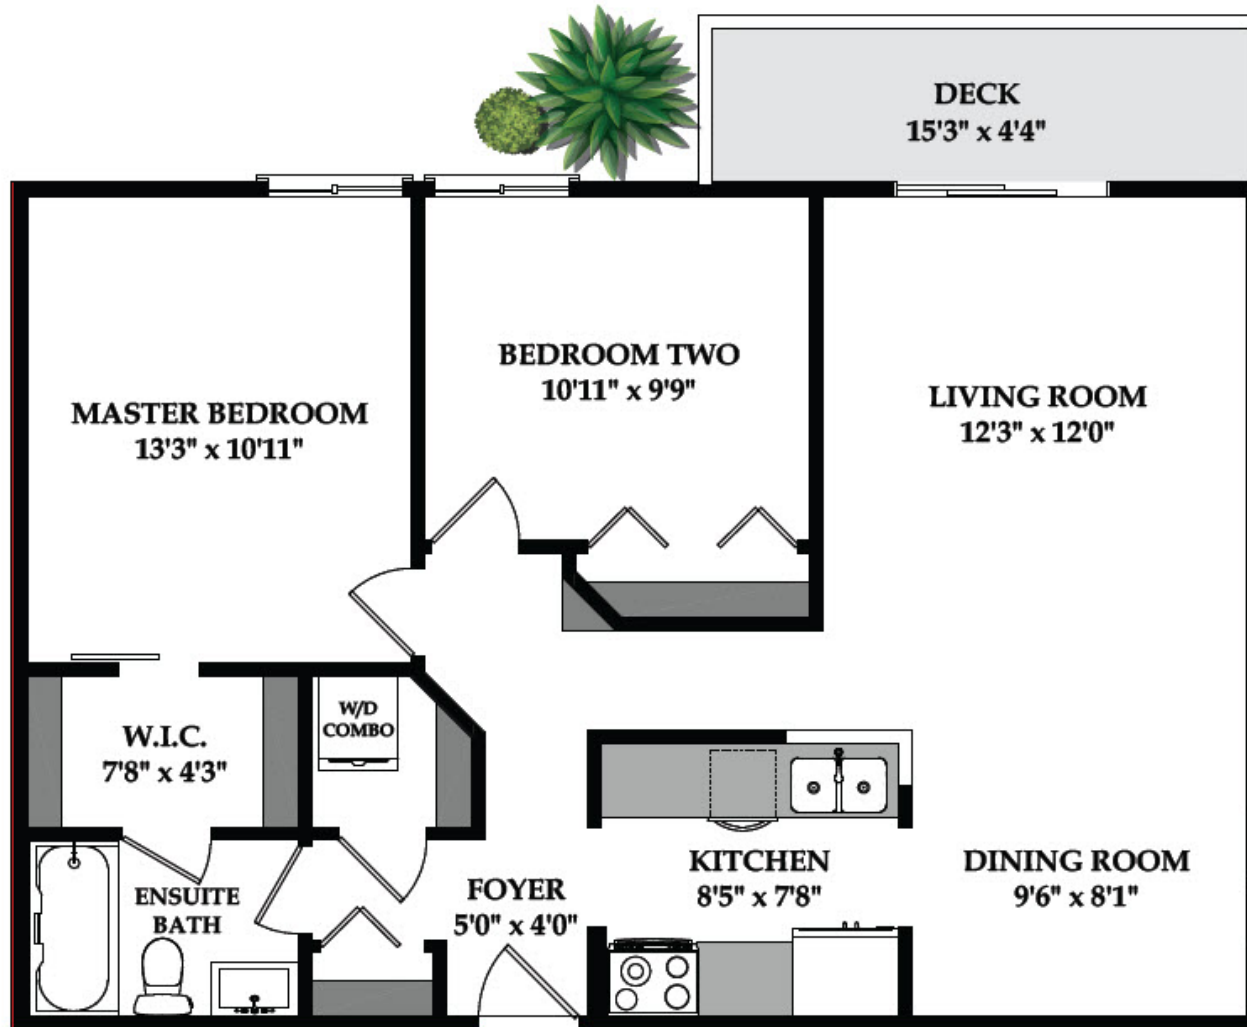 DECK
15'3" x 4'4"
BEDROOM TWO
10'11" x 9'9"
MASTER BEDROOM
13'3" x 10'11"
LIVING ROOM
12'3" x 12'0"
W/D
COMBO
W.I.C.
7'8" x 4'3"
ENSUITE
BATH
FOYER
5'0" x 4'0"
KITCHEN
8'5" x 7'8"
DINING ROOM
9'6" x 8'1"